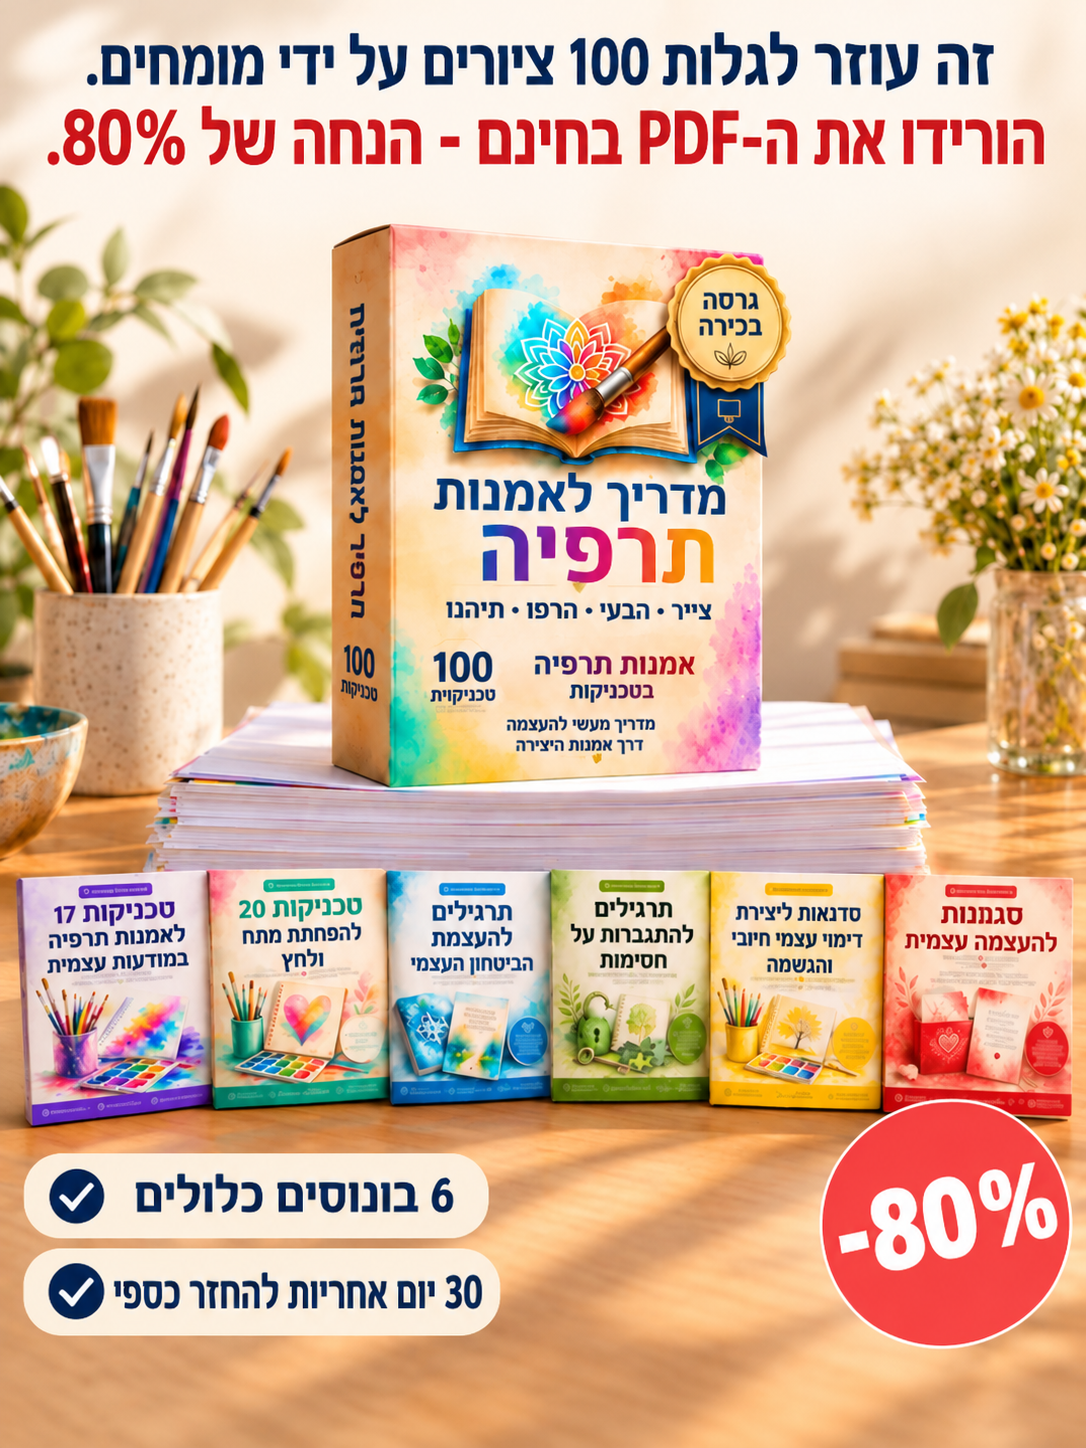 זה עוזר לגלות 100 ציורים על ידי מומחים.
הורידו את ה-PDF בחינם - הנחה של 80%.
גרסה
בכירה
מדריך לאמנות
תרפיה
צייר • הבעי • הרפו • תיהנו
100
טכניקוית
אמנות תרפיה
בטכניקות
מדריך מעשי להעצמה
דרך אמנות היצירה
100
טכניקות
17 טכניקות
לאמנות תרפיה
במודעות עצמית
20 טכניקות
להפחתת מתח
ולחץ
תרגילים
להעצמת
הביטחון העצמי
תרגילים
להתגברות על
חסימות
סדנאות ליצירת
דימוי עצמי חיובי
והגשמה
סגמנות
להעצמה עצמית
6 בונוסים כלולים
30 יום אחריות להחזר כספי
-80%